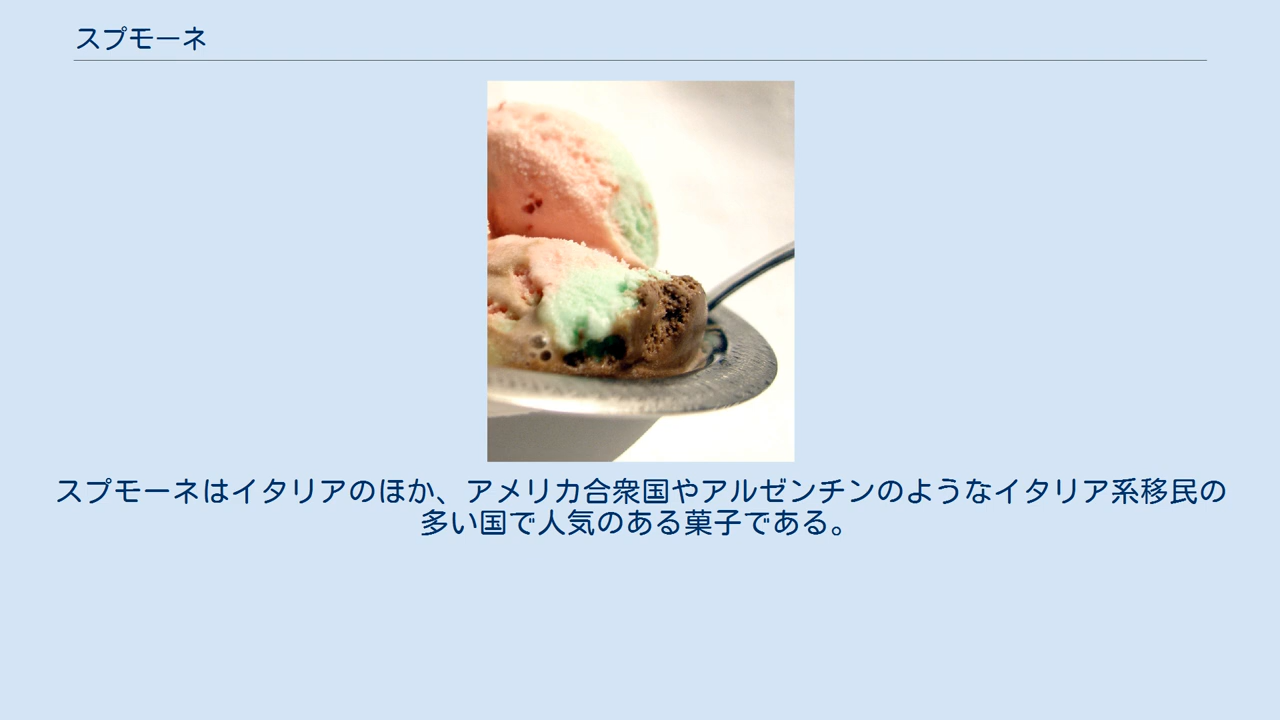 スプモーネ
スプモーネはイタリアのほか、アメリカ合衆国やアルゼンチンのようなイタリア系移民の
多い国で人気のある菓子である。